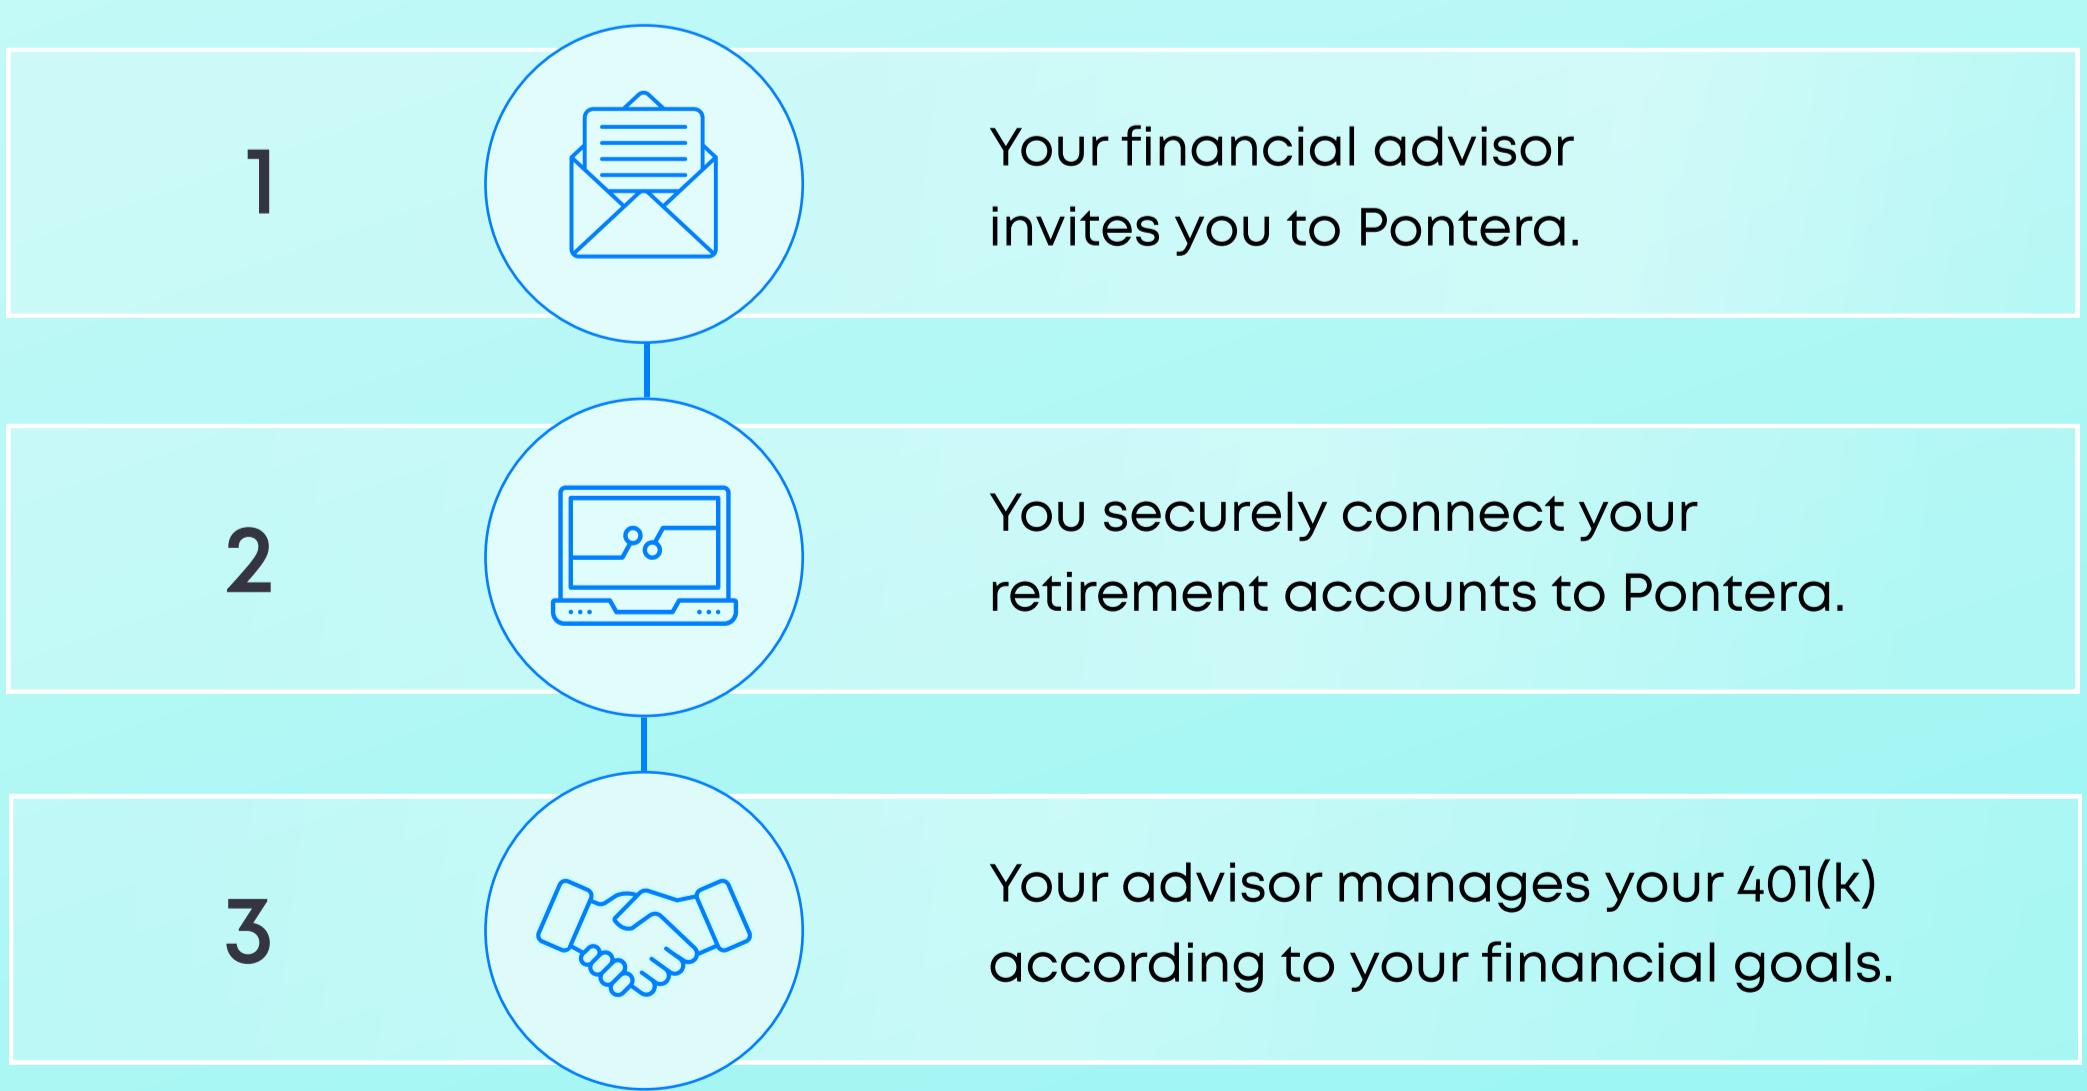 1
Your financial advisor
invites you to Pontera.
2
You securely connect your
retirement accounts to Pontera.
3
Your advisor manages your 401(k)
according to your financial goals.